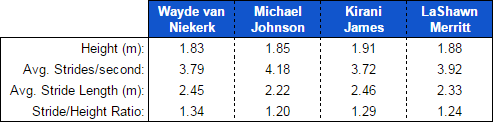 Wayde van Niekerk Michael Johnson Kirani James LaShawn Merritt
Height (m): 1.83 1.85 1.91 1.88
Avg. Strides/second: 3.79 4.18 3.72 3.92
Avg. Stride Length (m): 2.45 2.22 2.46 2.33
Stride/Height Ratio: 1.34 1.20 1.29 1.24